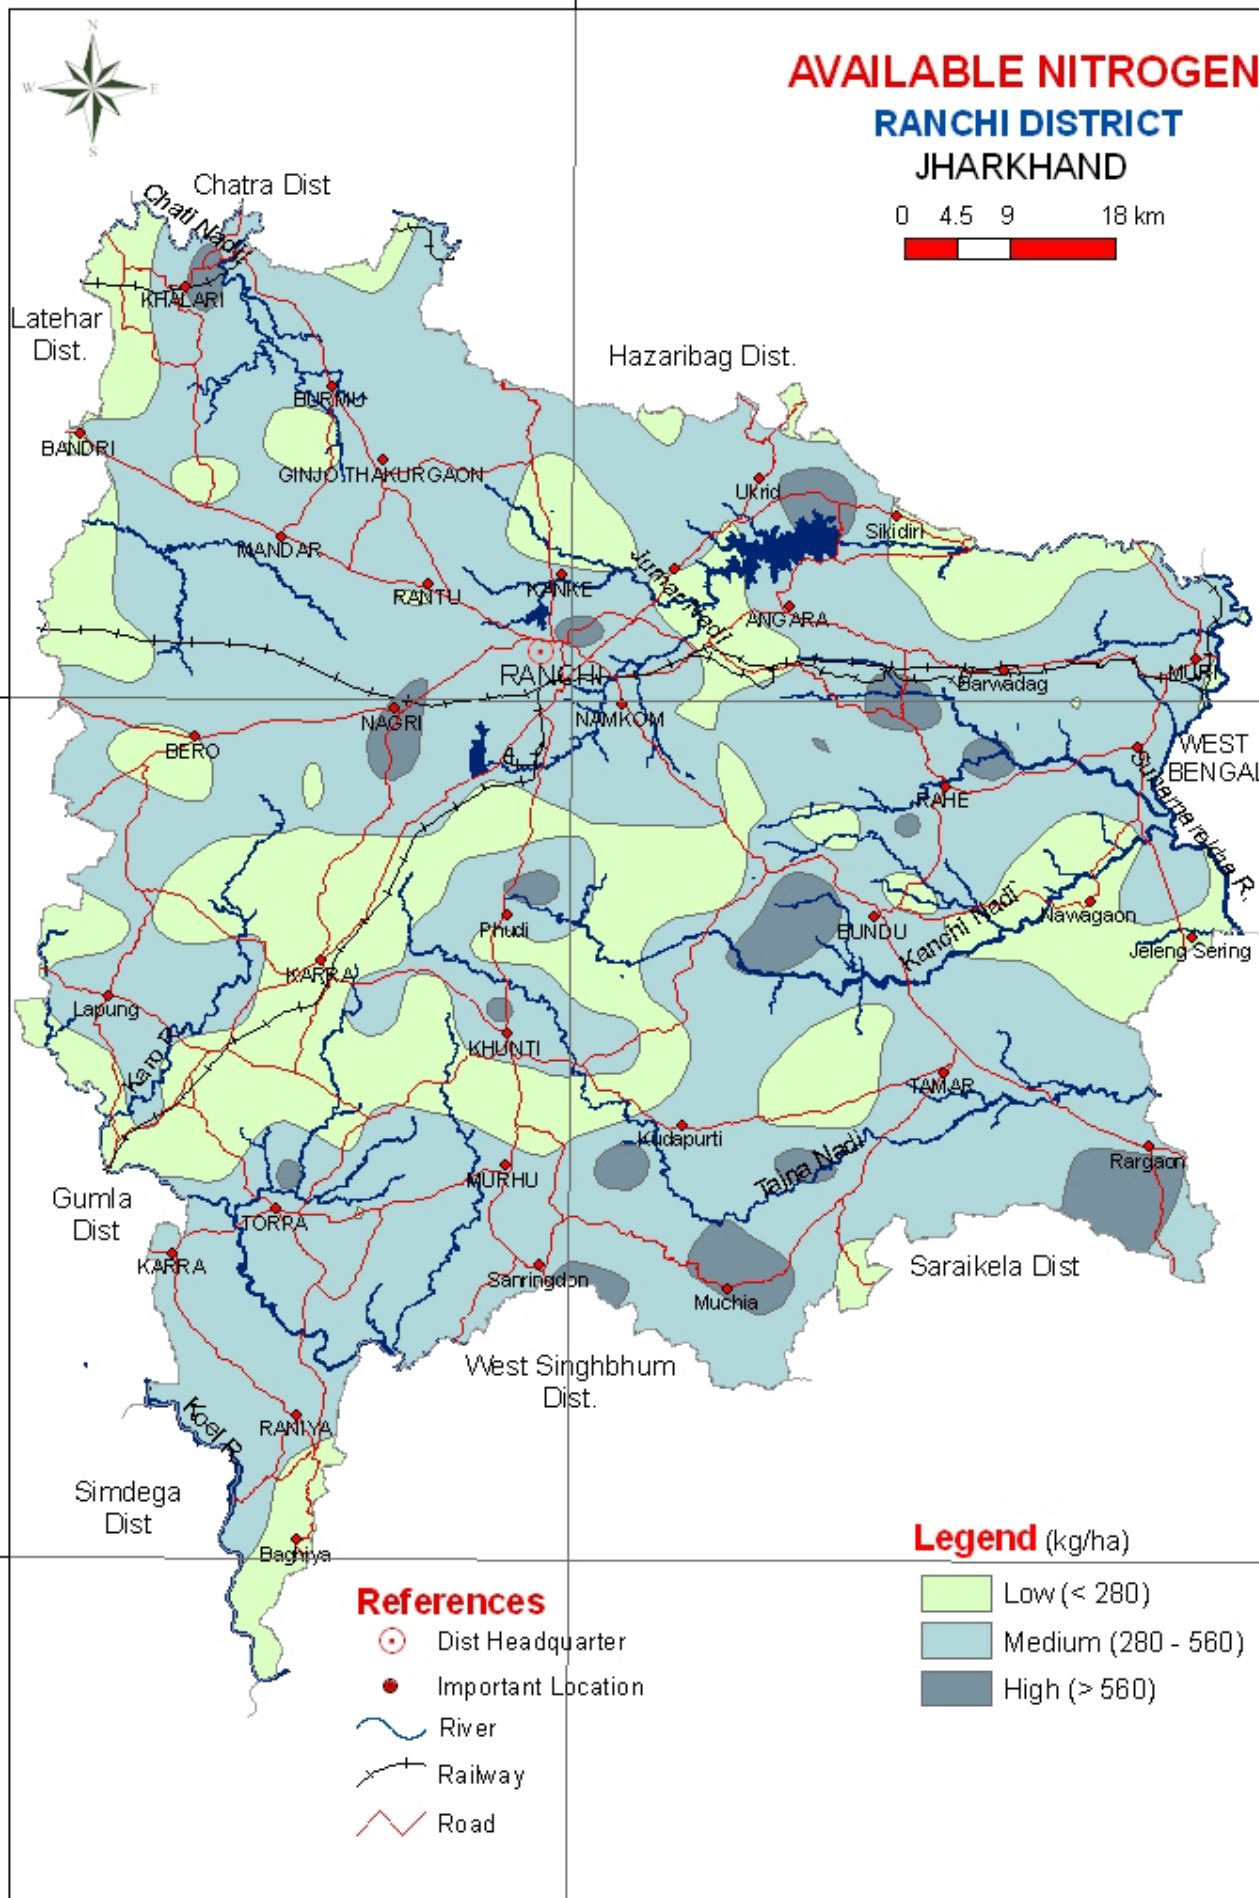 N
W
E
S
AVAILABLE NITROGEN
RANCHI DISTRICT
JHARKHAND
0 4.5 9 18 km
Chatra Dist
Chati Nadi
KHALARI
Latehar
Dist.
Hazaribag Dist.
BURMU
BANDRI
GINJO THAKURGAON
Ukrid
Sikidiri
MANDAR
Jumar Nadi
RANTU
KANKE
ANGARA
RANCHI
Barwadag
MURI
NAGRI
NAMKOM
BERO
WEST
BENGAL
RAHE
Subarnarekha R.
Phudi
BUNDU
Kanchi Nadi
Nawagaon
Jeleng Sering
KARRA
Lapung
Karo R.
KHUNTI
TAMAR
Kudapurti
Rargaon
Tajna Nadi
MURHU
Gumla
Dist
TORPA
KARRA
Sanringdon
Muchia
Saraikela Dist
West Singhbhum
Dist.
Koel R.
RANIYA
Simdega
Dist
Baghiya
Legend (kg/ha)
Low (< 280)
Medium (280 - 560)
High (> 560)
References
Dist Headquarter
Important Location
River
Railway
Road